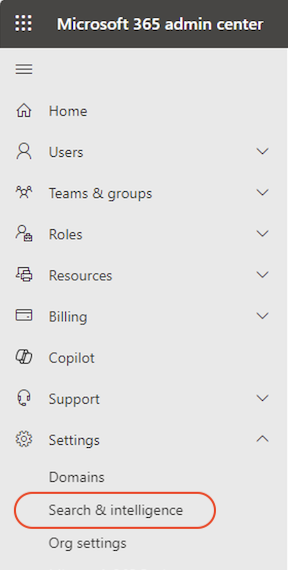 Microsoft 365 admin center
Home
Users
Teams & groups
Roles
Resources
Billing
Copilot
Support
Settings
Domains
Search & intelligence
Org settings